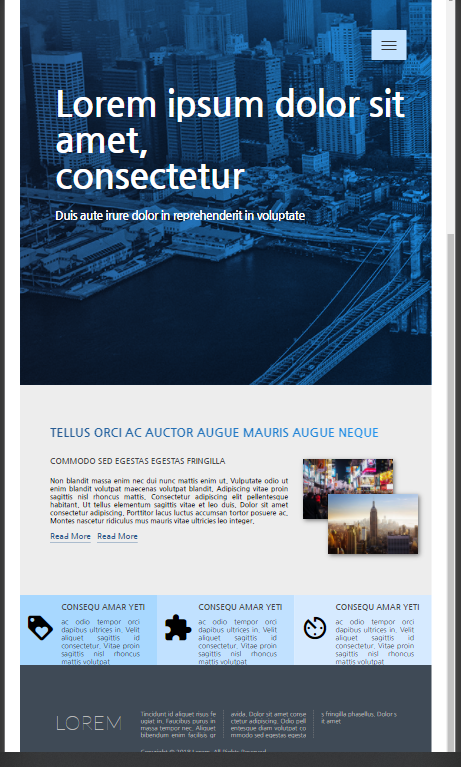 Lorem ipsum dolor sit
amet,
consectetur
Duis aute irure dolor in reprehenderit in voluptate
TELLUS ORCI AC AUCTOR AUGUE MAURIS AUGUE NEQUE
COMMODO SED EGESTAS EGESTAS FRINGILLA
Non blandit massa enim nec dui nunc mattis enim ut. Vulputate odio ut
enim blandit volutpat maecenas volutpat blandit. Adipiscing vitae proin
sagittis nisl rhoncus mattis. Consectetur adipiscing elit pellentesque
habitant. Ut tellus elementum sagittis vitae et leo duis. Dolor sit amet
consectetur adipiscing. Porttitor lacus luctus accumsan tortor posuere ac.
Montes nascetur ridiculus mus mauris vitae ultricies leo integer.
Read More Read More
CONSEQU AMAR YETI
ac odio tempor orci
dapibus ultrices in. Velit
aliquet sagittis id
consectetur. Vitae proin
sagittis nisl rhoncus
mattis volutpat
CONSEQU AMAR YETI
ac odio tempor orci
dapibus ultrices in. Velit
aliquet sagittis id
consectetur. Vitae proin
sagittis nisl rhoncus
mattis volutpat
CONSEQU AMAR YETI
ac odio tempor orci
dapibus ultrices in. Velit
aliquet sagittis id
consectetur. Vitae proin
sagittis nisl rhoncus
mattis volutpat
LOREM
Tincidunt id aliquet risus fe
ugiat in. Faucibus purus in
massa tempor nec. Aliquet
bibendum enim facilisis gr
avida. Dolor sit amet conse
ctetur adipiscing. Odio pell
entesque diam volutpat co
mmodo sed egestas egesta
s fringilla phasellus. Dolor s
it amet
Copyright © 2018 Lorem. All Rights Reserved